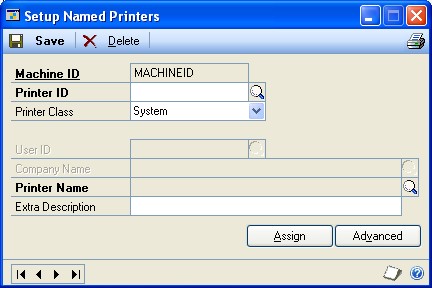 Setup Named Printers
Save Delete
Machine ID MACHINEID
Printer ID
Printer Class System
User ID
Company Name
Printer Name
Extra Description
Assign Advanced